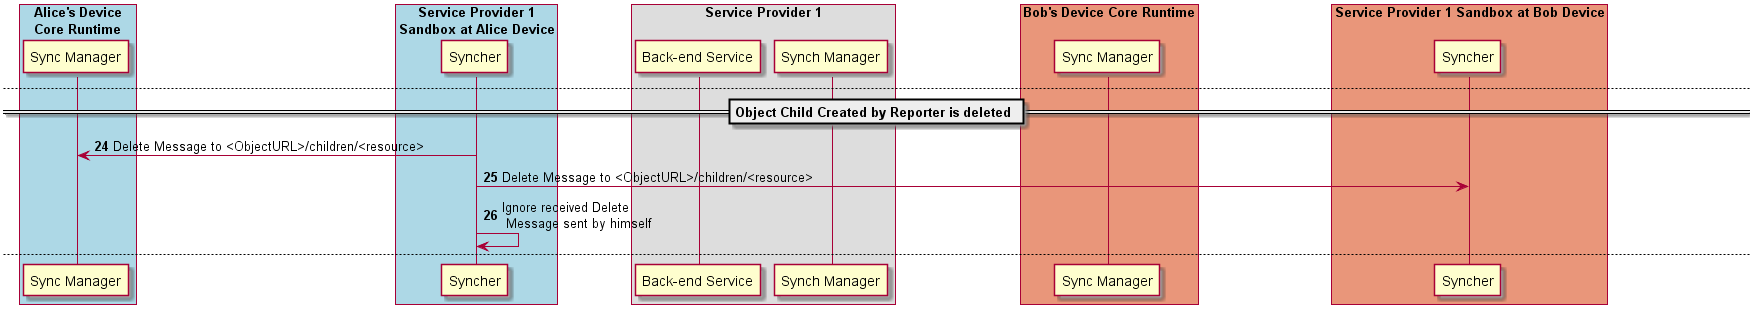 Alice's Device
Core Runtime
Service Provider 1
Sandbox at Alice Device
Service Provider 1
Bob's Device Core Runtime
Service Provider 1 Sandbox at Bob Device
Sync Manager
Syncher
Back-end Service
Synch Manager
Sync Manager
Syncher
Object Child Created by Reporter is deleted
24 Delete Message to <ObjectURL>/children/<resource>
25 Delete Message to <ObjectURL>/children/<resource>
26 Ignore received Delete
Message sent by himself
Sync Manager
Syncher
Back-end Service
Synch Manager
Sync Manager
Syncher